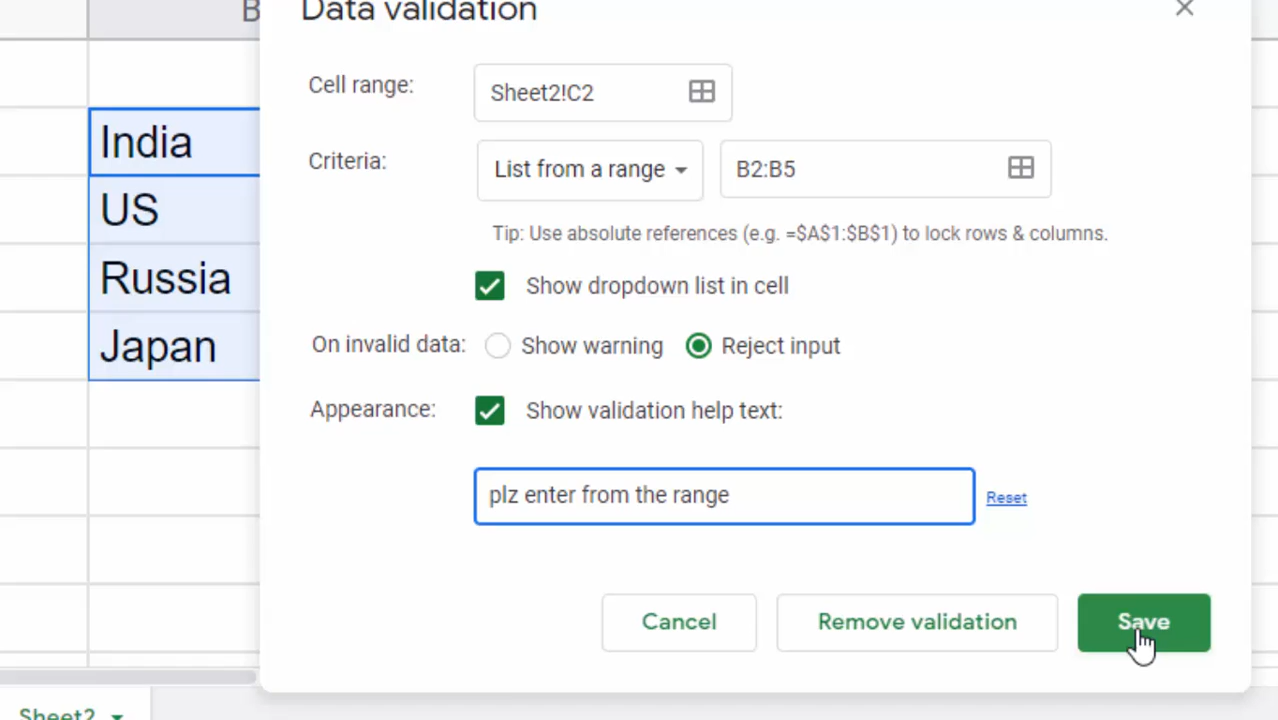 B
Data validation
Cell range:
Sheet2!C2
India
Criteria:
List from a range
B2:B5
US
Tip: Use absolute references (e.g. =$A$1:$B$1) to lock rows & columns.
Russia
Show dropdown list in cell
Japan
On invalid data:
Show warning
Reject input
Appearance:
Show validation help text:
plz enter from the range
Reset
Cancel
Remove validation
Save
Sheet2